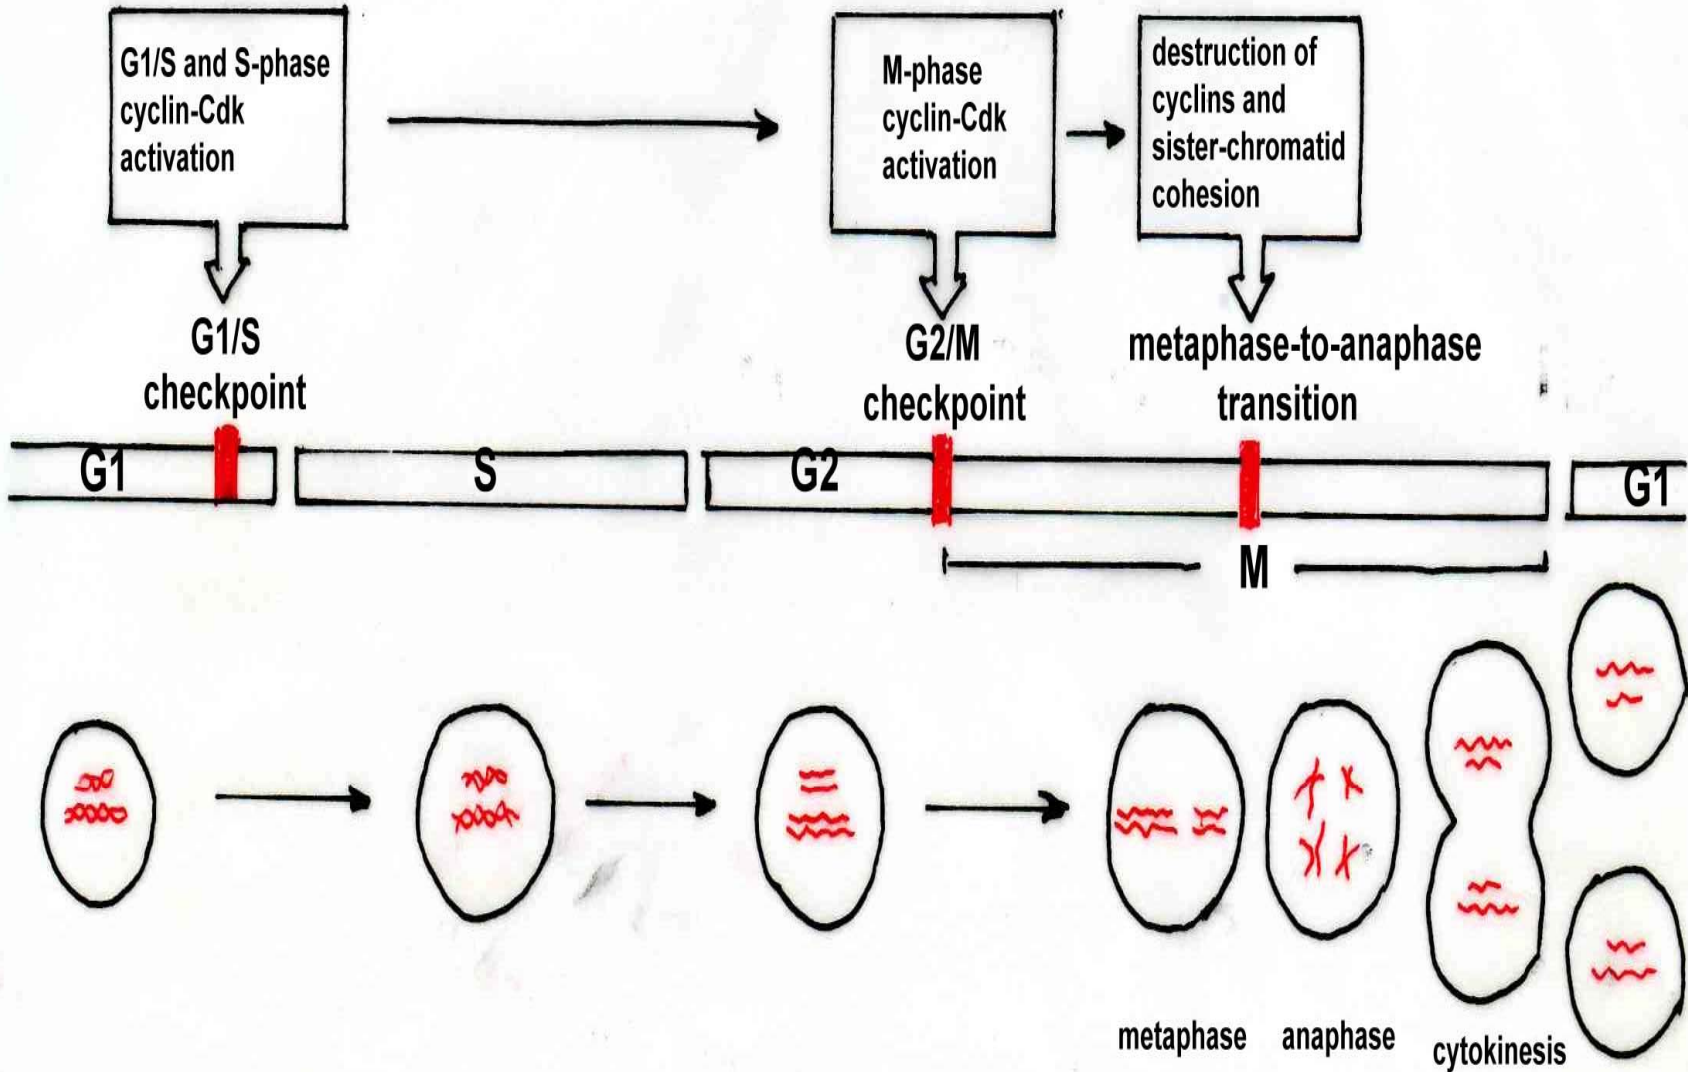 G1/S and S-phase
cyclin-Cdk
activation
M-phase
cyclin-Cdk
activation
destruction of
cyclins and
sister-chromatid
cohesion
G1/S
checkpoint
G2/M
checkpoint
metaphase-to-anaphase
transition
G1
S
G2
G1
M
metaphase
anaphase
cytokinesis